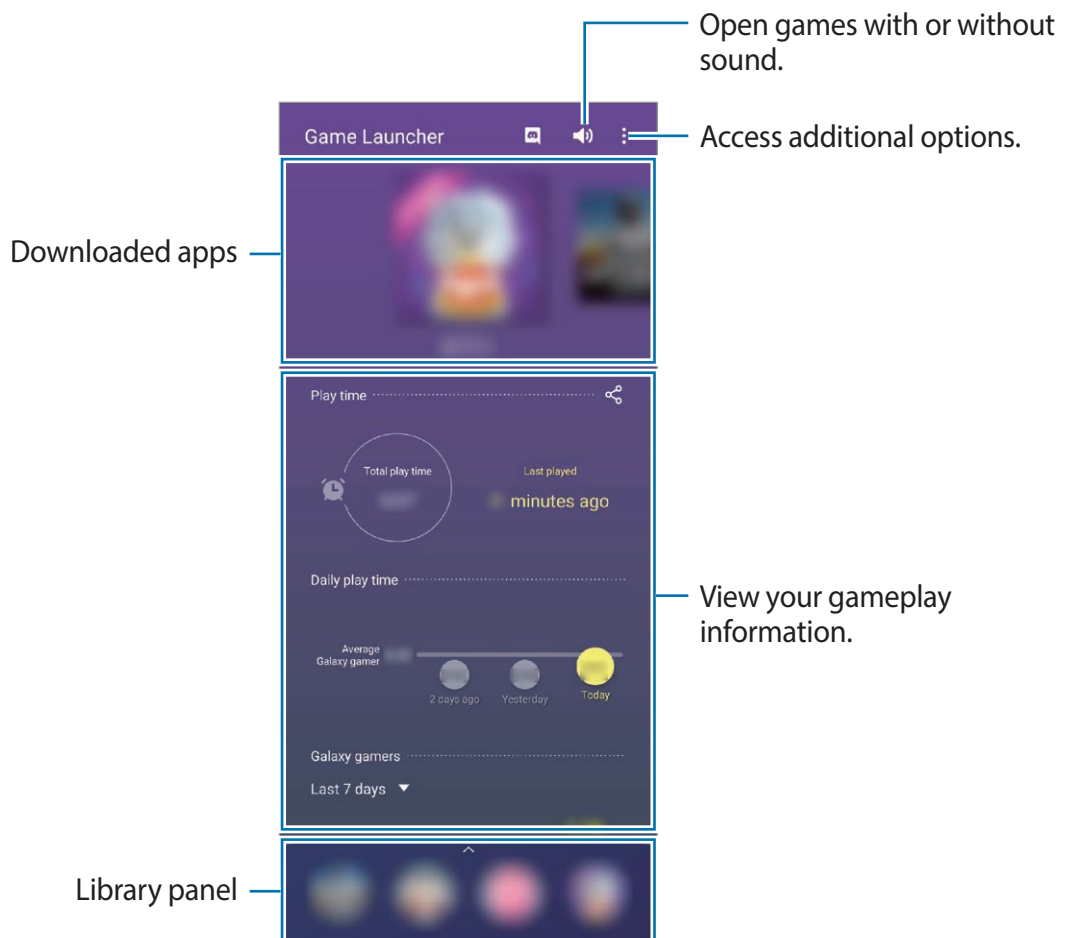 Open games with or without
sound.
Game Launcher
Access additional options.
Downloaded apps
Play time
Total play time
Last played
minutes ago
Daily play time
View your gameplay
information.
Average
Galaxy gamer
2 days ago
Yesterday
Today
Galaxy gamers
Last 7 days
Library panel